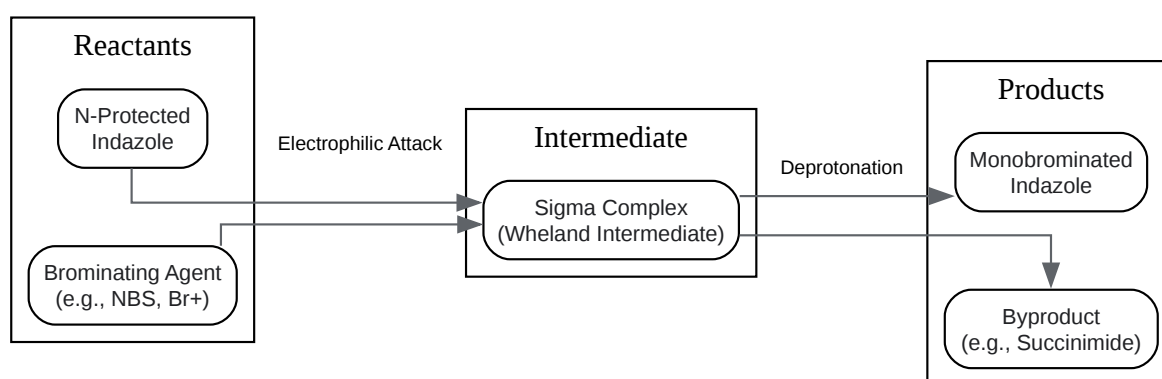 Reactants
N-Protected
Indazole
Brominating Agent
(e.g., NBS, Br+)
Electrophilic Attack
Intermediate
Sigma Complex
(Wheland Intermediate)
Deprotonation
Products
Monobrominated
Indazole
Byproduct
(e.g., Succinimide)